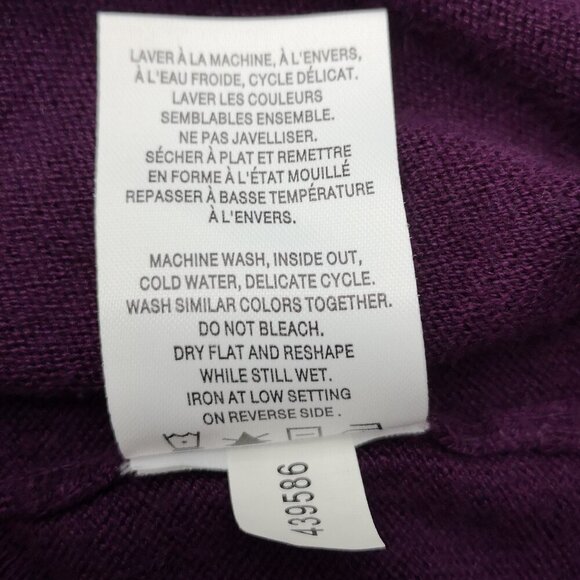 LAVER À LA MACHINE, À L'ENVERS,
À L'EAU FROIDE, CYCLE DÉLICAT.
LAVER LES COULEURS
SEMBLABLES ENSEMBLE.
NE PAS JAVELLISER.
SÉCHER À PLAT ET REMETTRE
EN FORME À L'ÉTAT MOUILLÉ
REPASSER À BASSE TEMPÉRATURE
À L'ENVERS.
MACHINE WASH, INSIDE OUT,
COLD WATER, DELICATE CYCLE.
WASH SIMILAR COLORS TOGETHER.
DO NOT BLEACH.
DRY FLAT AND RESHAPE
WHILE STILL WET.
IRON AT LOW SETTING
ON REVERSE SIDE .
439586